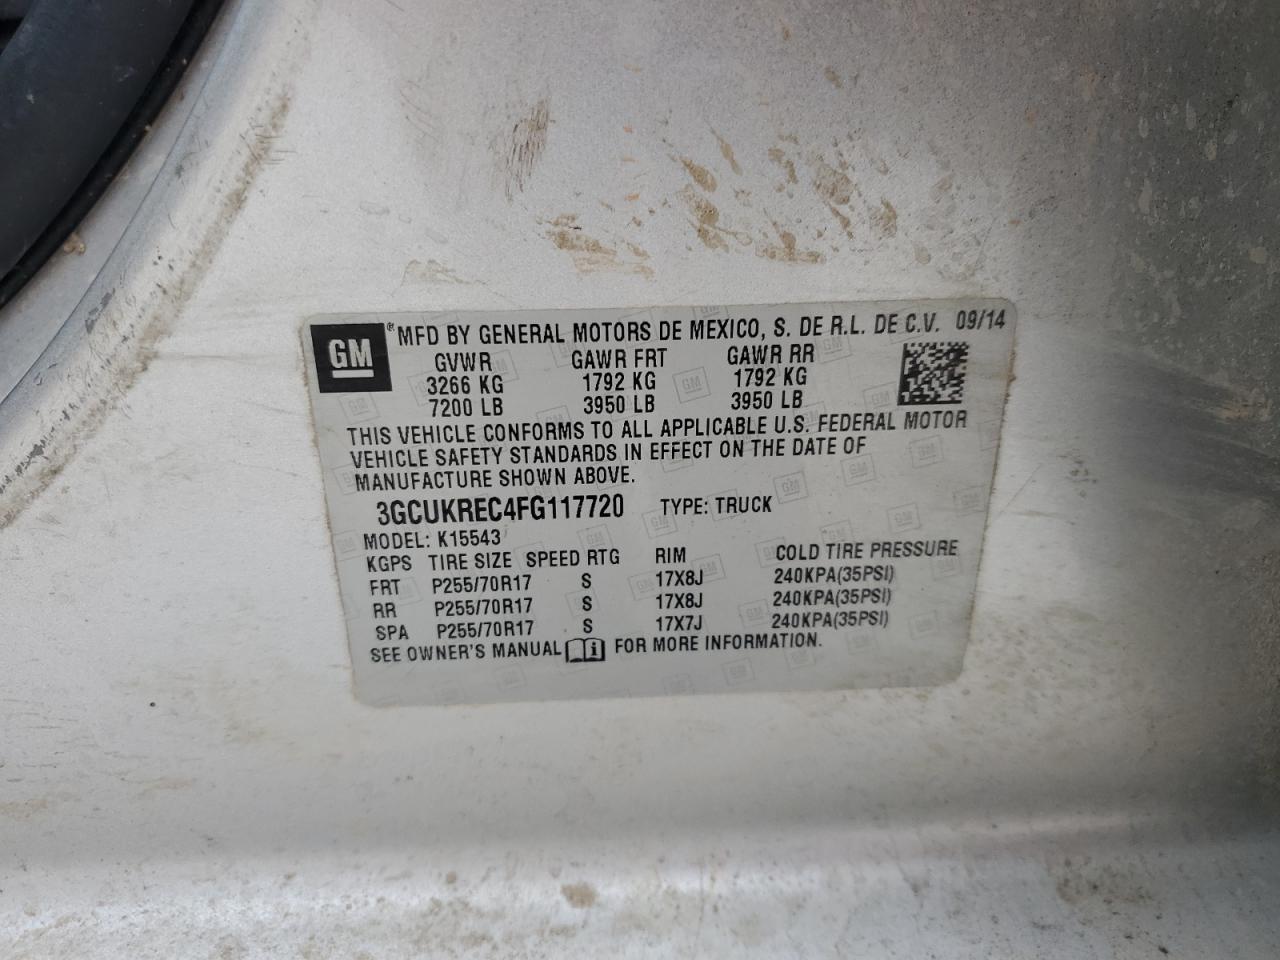 GM ® MFD BY GENERAL MOTORS DE MEXICO, S. DE R.L. DE C.V. 09/14
GVWR GAWR FRT GAWR RR
3266 KG 1792 KG 1792 KG
7200 LB 3950 LB 3950 LB
THIS VEHICLE CONFORMS TO ALL APPLICABLE U.S. FEDERAL MOTOR
VEHICLE SAFETY STANDARDS IN EFFECT ON THE DATE OF
MANUFACTURE SHOWN ABOVE.
3GCUKREC4FG117720 TYPE: TRUCK
MODEL: K15543
KGPS TIRE SIZE SPEED RTG RIM COLD TIRE PRESSURE
FRT P255/70R17 S 17X8J 240KPA(35PSI)
RR P255/70R17 S 17X8J 240KPA(35PSI)
SPA P255/70R17 S 17X7J 240KPA(35PSI)
SEE OWNER'S MANUAL i FOR MORE INFORMATION.